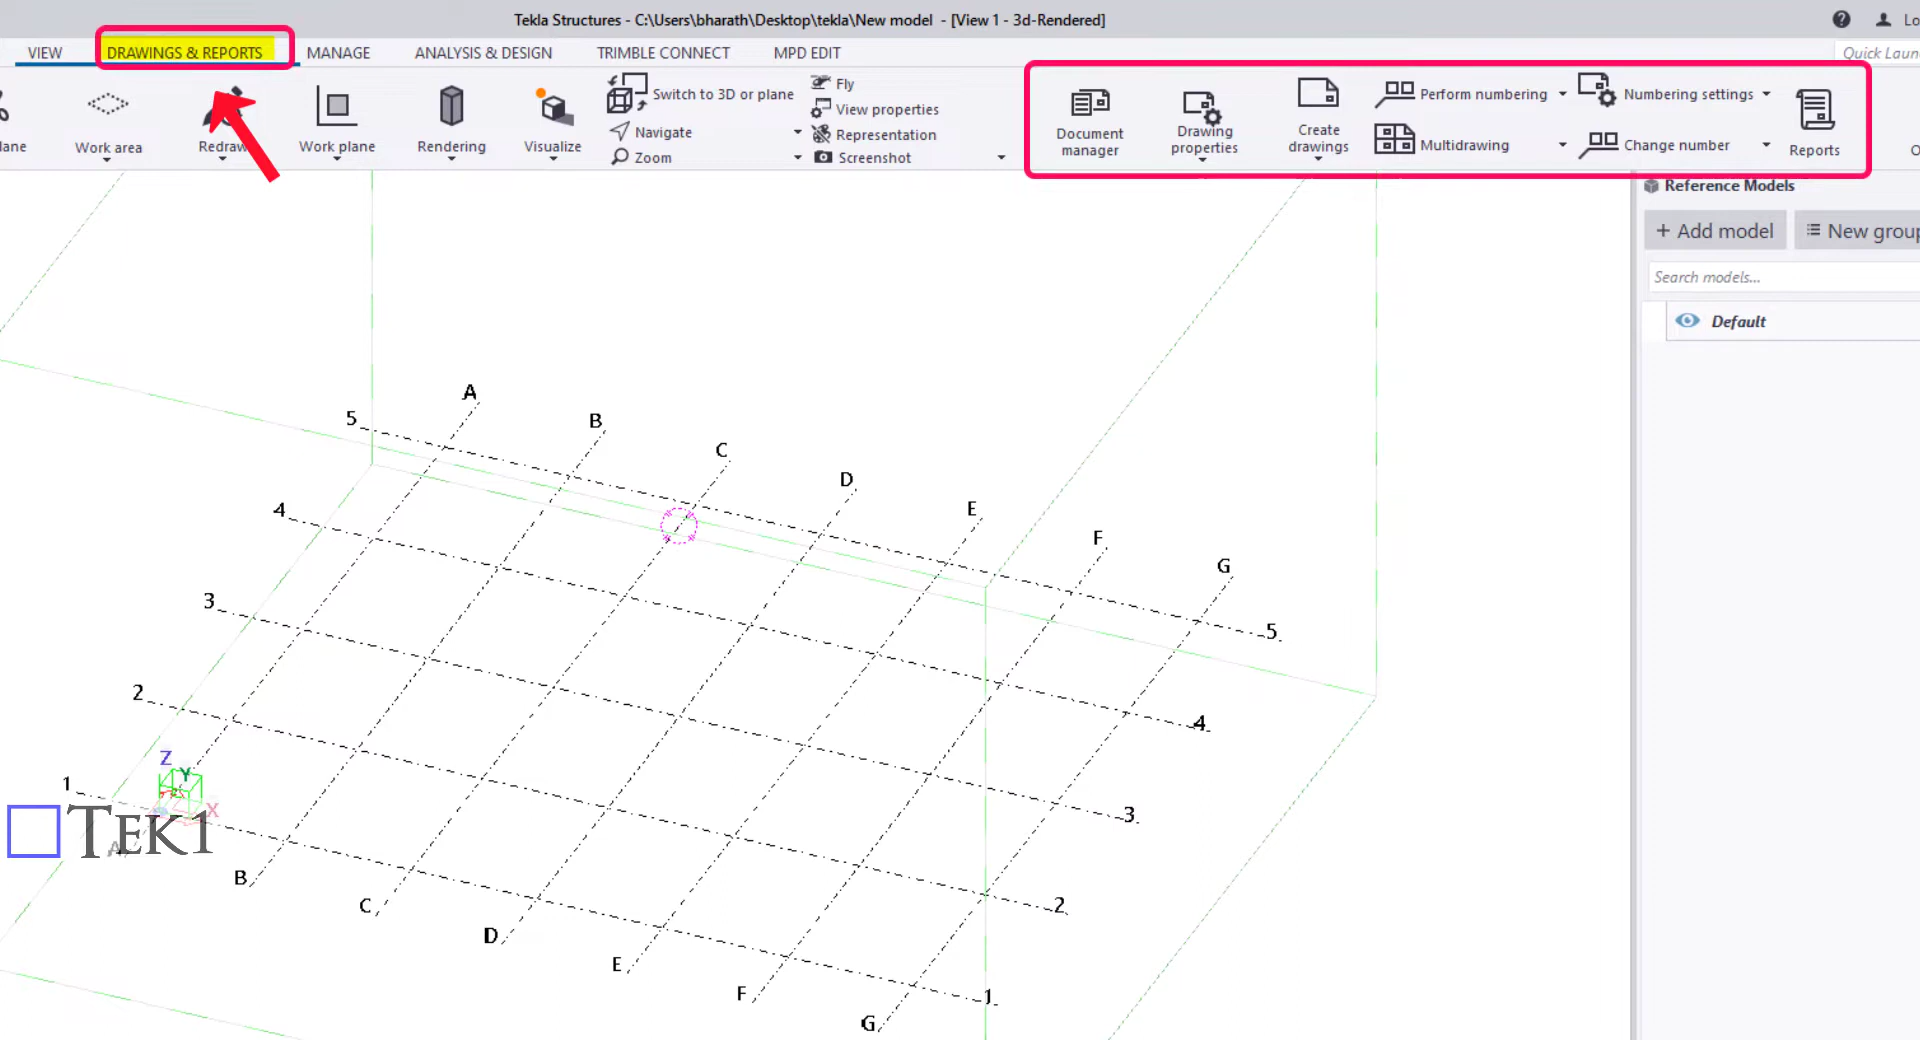 Tekla Structures - C:\Users\bharath\Desktop\tekla\New model - [View 1 - 3d-Rendered]
Lo
VIEW DRAWINGS & REPORTS MANAGE ANALYSIS & DESIGN TRIMBLE CONNECT MPD EDIT
Quick Laun
lane
Work area
Redraw
Work plane
Rendering
Visualize
Switch to 3D or plane
Navigate
Zoom
Fly
View properties
Representation
Screenshot
Document
manager
Drawing
properties
Create
drawings
Perform numbering
Multidrawing
Numbering settings
Change number
Reports
O
Reference Models
+ Add model
New group
Search models...
Default
A
5
B
C
D
4
E
F
G
3
5
2
4
Z
Y
1
X
3
TEK1
A
B
2
C
D
E
F
1
G